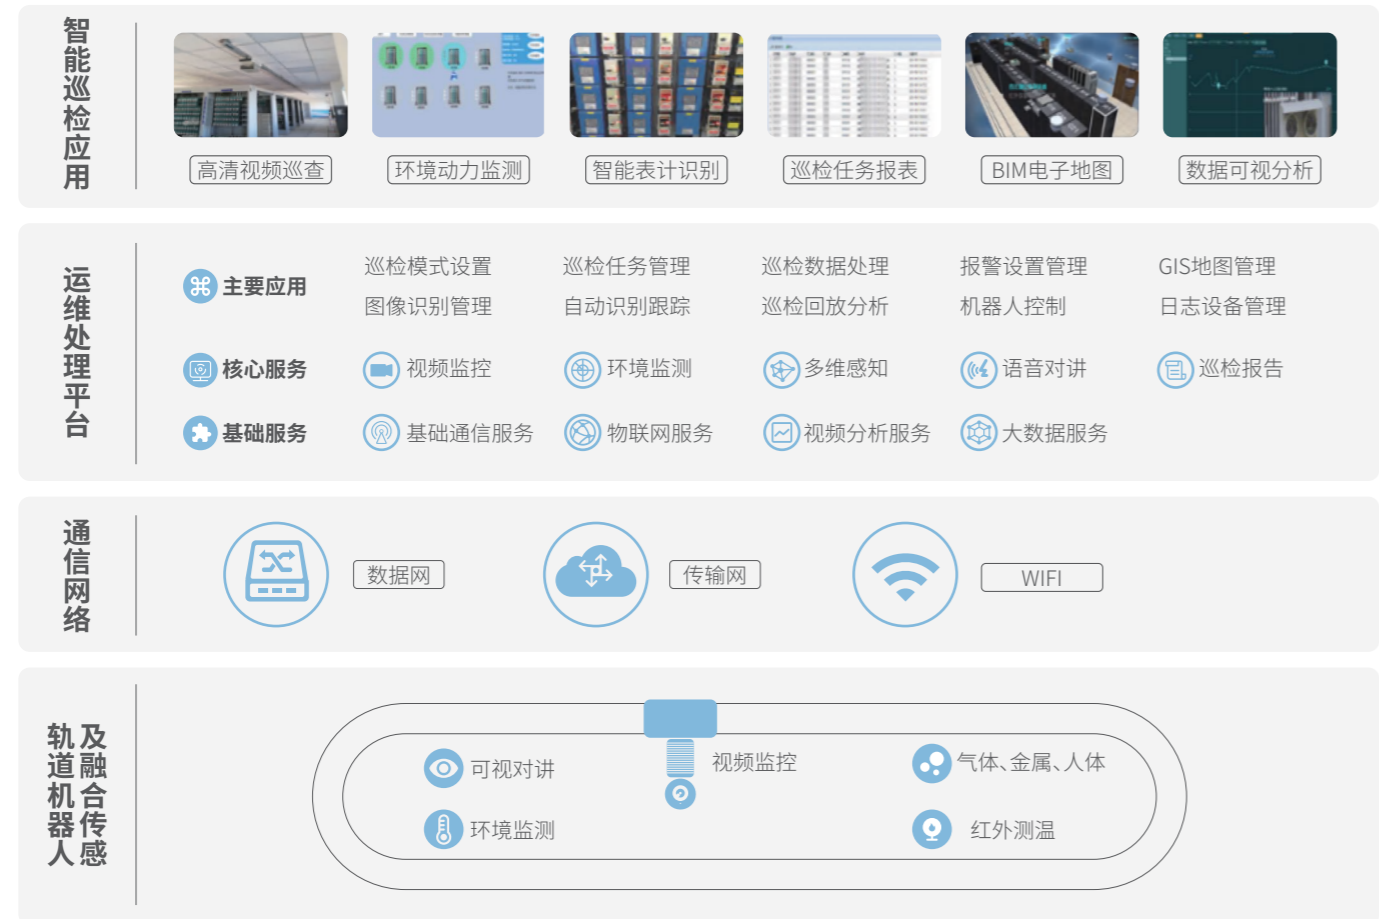 智能巡检应用
高清视频巡查
环境动力监测
智能表计识别
巡检任务报表
BIM电子地图
数据可视分析
运维处理平台
主要应用
巡检模式设置
巡检任务管理
巡检数据处理
报警设置管理
GIS地图管理
图像识别管理
自动识别跟踪
巡检回放分析
机器人控制
日志设备管理
核心服务
视频监控
环境监测
多维感知
语音对讲
巡检报告
基础服务
基础通信服务
物联网服务
视频分析服务
大数据服务
通信网络
数据网
传输网
WIFI
轨道机器人
及融合传感
可视对讲
视频监控
气体、金属、人体
环境监测
红外测温